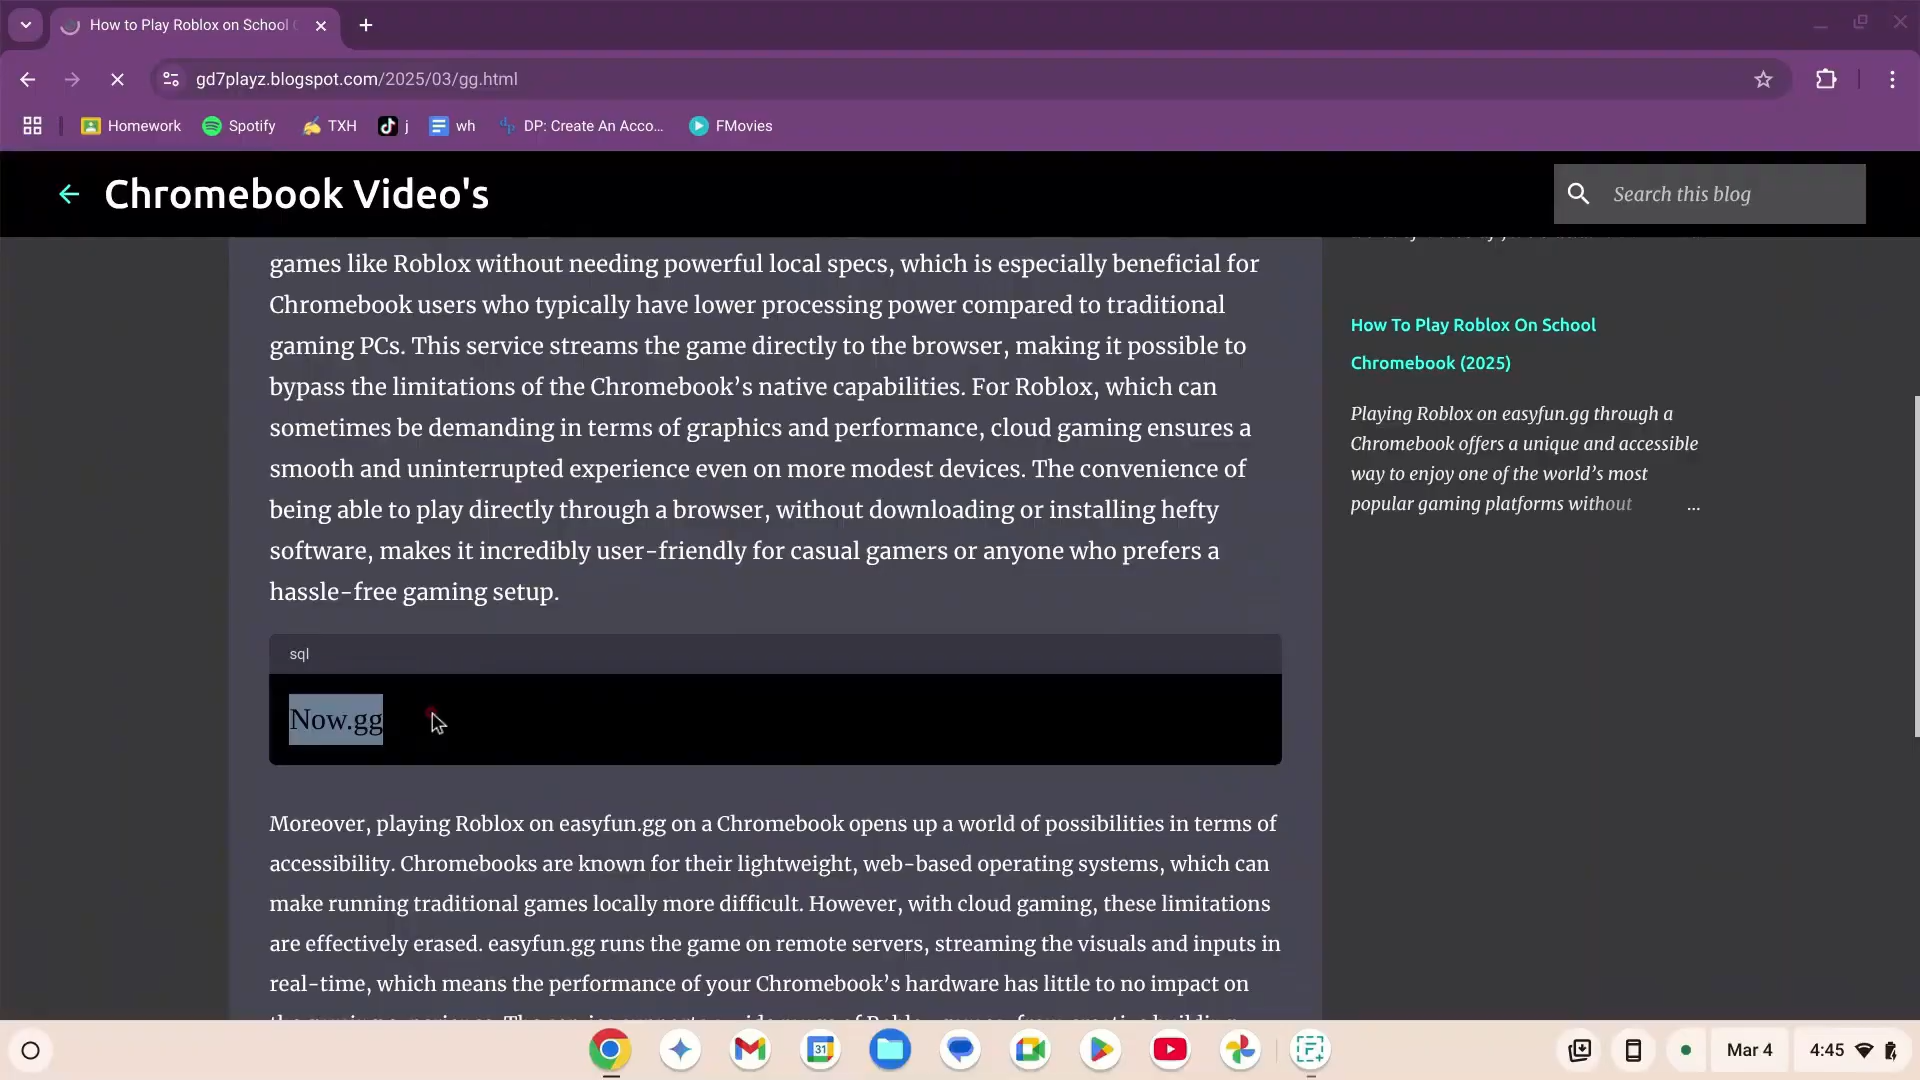 How to Play Roblox on School
gd7playz.blogspot.com/2025/03/gg.html
Homework
Spotify
TXH
j
wh
DP: Create An Acco...
FMovies
Chromebook Video's
Search this blog
games like Roblox without needing powerful local specs, which is especially beneficial for
Chromebook users who typically have lower processing power compared to traditional
gaming PCs. This service streams the game directly to the browser, making it possible to
bypass the limitations of the Chromebook’s native capabilities. For Roblox, which can
sometimes be demanding in terms of graphics and performance, cloud gaming ensures a
smooth and uninterrupted experience even on more modest devices. The convenience of
being able to play directly through a browser, without downloading or installing hefty
software, makes it incredibly user-friendly for casual gamers or anyone who prefers a
hassle-free gaming setup.
sql
Now.gg
Moreover, playing Roblox on easyfun.gg on a Chromebook opens up a world of possibilities in terms of
accessibility. Chromebooks are known for their lightweight, web-based operating systems, which can
make running traditional games locally more difficult. However, with cloud gaming, these limitations
are effectively erased. easyfun.gg runs the game on remote servers, streaming the visuals and inputs in
real-time, which means the performance of your Chromebook’s hardware has little to no impact on
How To Play Roblox On School
Chromebook (2025)
Playing Roblox on easyfun.gg through a
Chromebook offers a unique and accessible
way to enjoy one of the world’s most
popular gaming platforms without ...
31
Mar 4
4:45